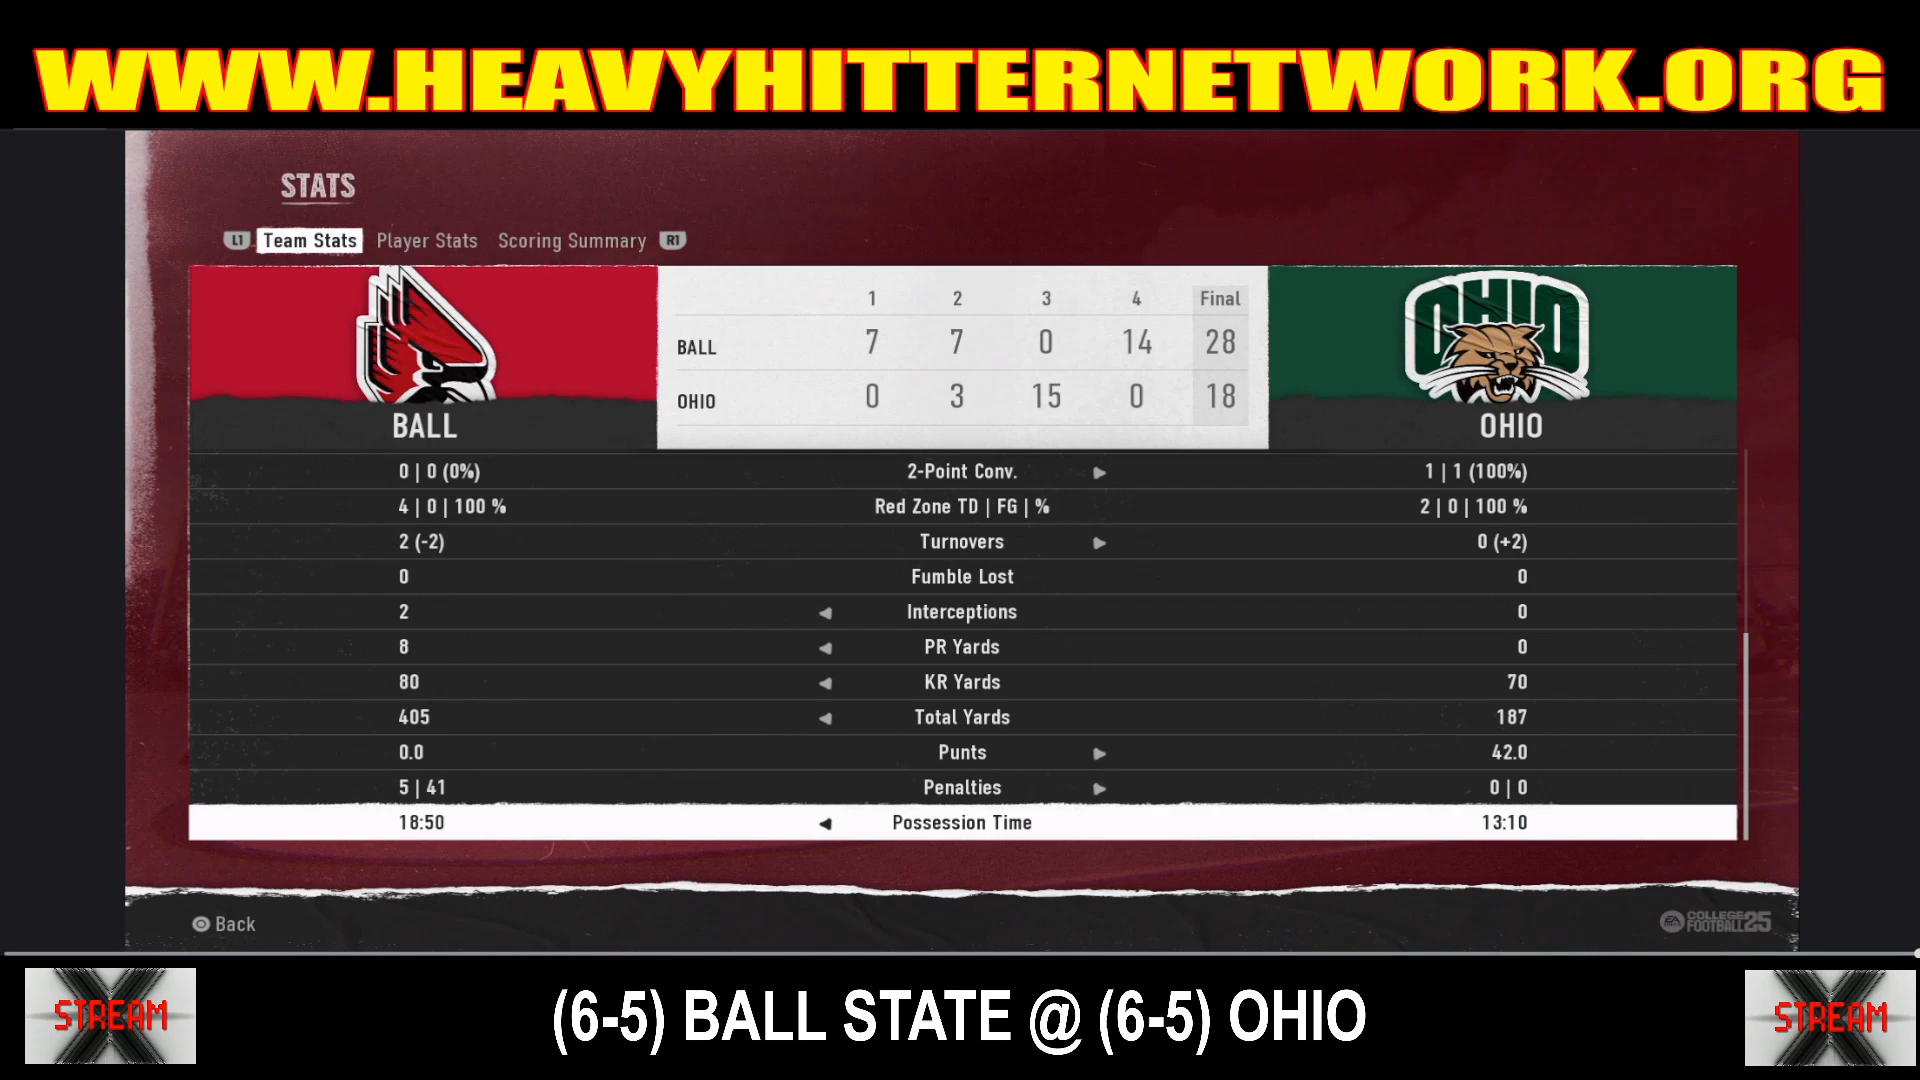 WWW.HEAVYHITTERNETWORK.ORG
STATS
L1 Team Stats Player Stats Scoring Summary R1
1 2 3 4 Final
BALL 7 7 0 14 28
OHIO 0 3 15 0 18
OHIO
BALL OHIO
0 | 0 (0%) 2-Point Conv. 1 | 1 (100%)
4 | 0 | 100 % Red Zone TD | FG | % 2 | 0 | 100 %
2 (-2) Turnovers 0 (+2)
0 Fumble Lost 0
2 Interceptions 0
8 PR Yards 0
80 KR Yards 70
405 Total Yards 187
0.0 Punts 42.0
5 | 41 Penalties 0 | 0
18:50 Possession Time 13:10
Back
EA COLLEGE FOOTBALL 25
STREAM X
(6-5) BALL STATE @ (6-5) OHIO
STREAM X